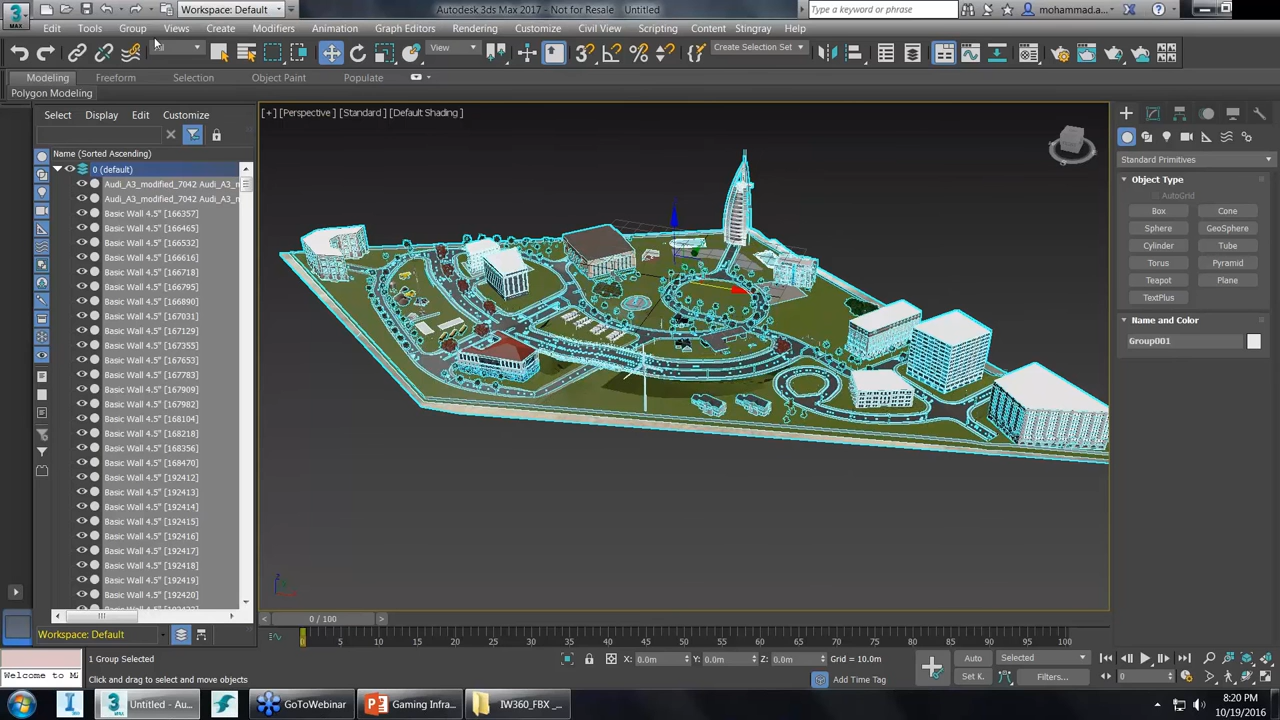 Workspace: Default
Autodesk 3ds Max 2017 - Not for Resale Untitled
Type a keyword or phrase
mohammad.a...
Edit Tools Group Views Create Modifiers Animation Graph Editors Rendering Customize Civil View Scripting Content Stingray Help
All View Create Selection Set
Modeling Freeform Selection Object Paint Populate
Polygon Modeling
Select Display Edit Customize
[+] [Perspective] [Standard] [Default Shading]
Name (Sorted Ascending)
0 (default)
Audi_A3_modified_7042 Audi_A3_r
Audi_A3_modified_7042 Audi_A3_r
Basic Wall 4.5" [166357]
Basic Wall 4.5" [166465]
Basic Wall 4.5" [166532]
Basic Wall 4.5" [166616]
Basic Wall 4.5" [166718]
Basic Wall 4.5" [166795]
Basic Wall 4.5" [166890]
Basic Wall 4.5" [167031]
Basic Wall 4.5" [167129]
Basic Wall 4.5" [167355]
Basic Wall 4.5" [167653]
Basic Wall 4.5" [167783]
Basic Wall 4.5" [167909]
Basic Wall 4.5" [167982]
Basic Wall 4.5" [168104]
Basic Wall 4.5" [168218]
Basic Wall 4.5" [168356]
Basic Wall 4.5" [168470]
Basic Wall 4.5" [192412]
Basic Wall 4.5" [192413]
Basic Wall 4.5" [192414]
Basic Wall 4.5" [192415]
Basic Wall 4.5" [192416]
Basic Wall 4.5" [192417]
Basic Wall 4.5" [192418]
Basic Wall 4.5" [192419]
Basic Wall 4.5" [192420]
Workspace: Default
Standard Primitives
Object Type
AutoGrid
Box Cone
Sphere GeoSphere
Cylinder Tube
Torus Pyramid
Teapot Plane
TextPlus
Name and Color
Group001
0 / 100
0 5 10 15 20 25 30 35 40 45 50 55 60 65 70 75 80 85 90 95 100
1 Group Selected
X: 0.0m Y: 0.0m Z: 0.0m Grid = 10.0m
Auto Selected
Welcome to MA
Click and drag to select and move objects
Add Time Tag
Set K. Filters... 0
Untitled - Au...
GoToWebinar
Gaming Infra...
IW360_FBX_...
8:20 PM
10/19/2016